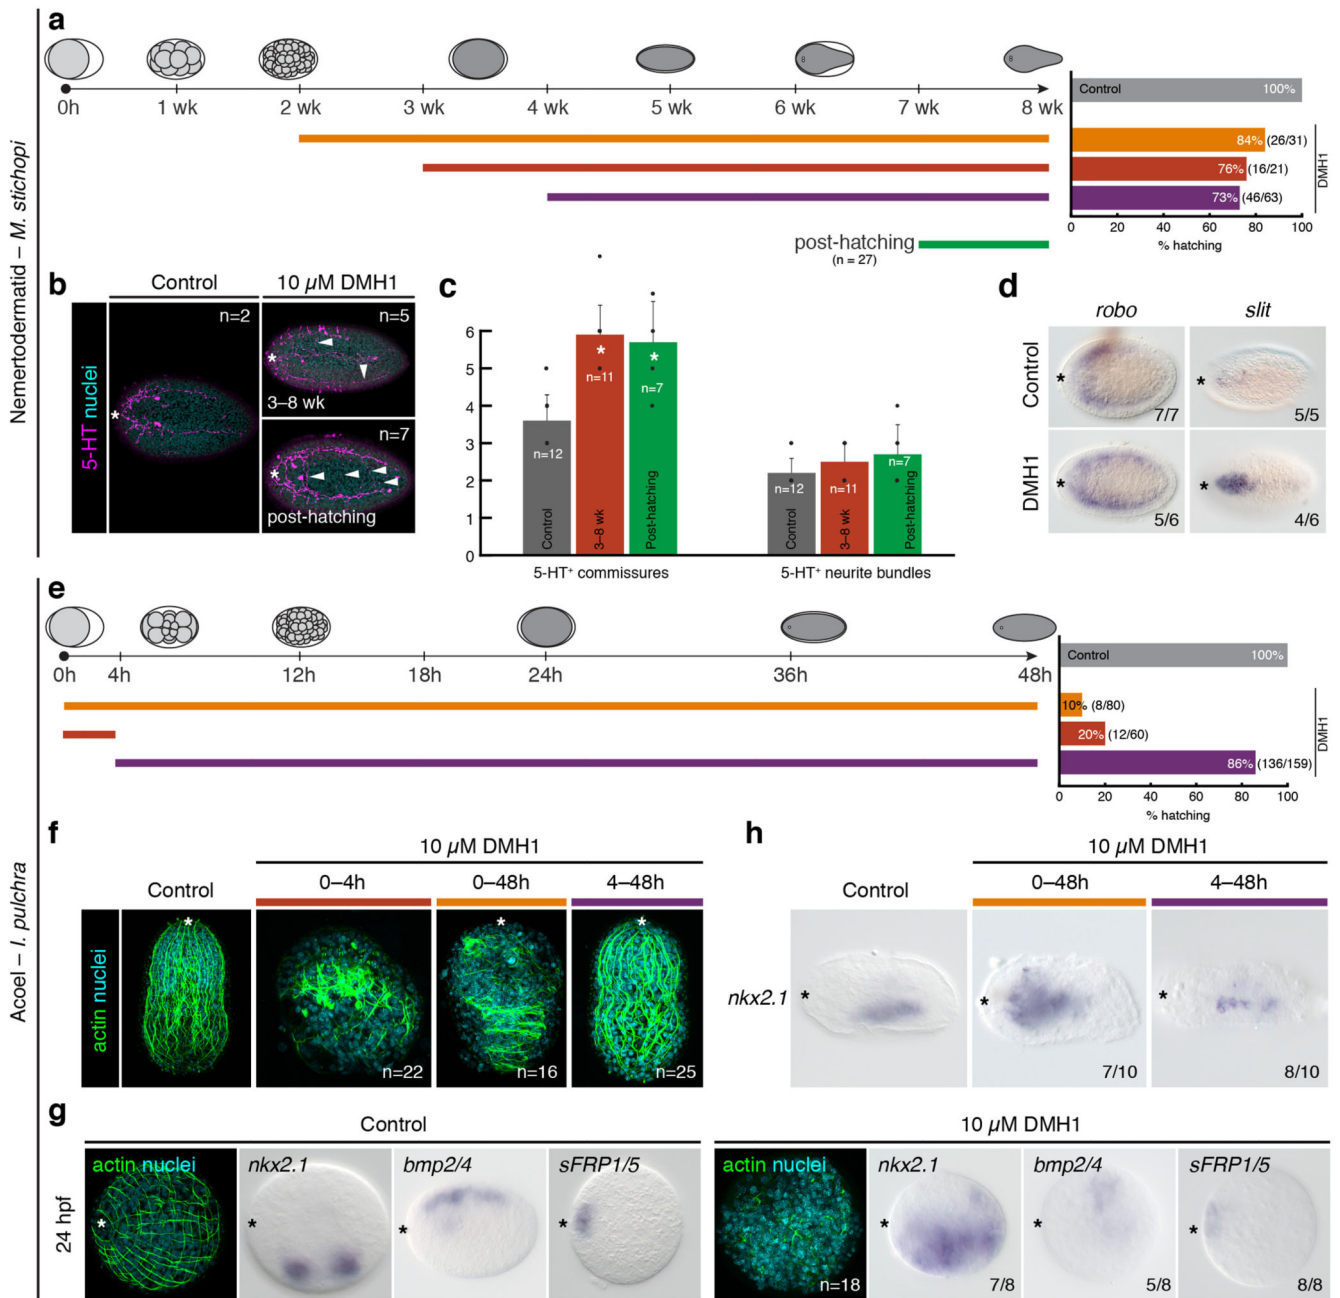 a
0h
1 wk
2 wk
3 wk
4 wk
5 wk
6 wk
7 wk
8 wk
Control
100%
84% (26/31)
76% (16/21)
73% (46/63)
DMH1
0
20
40
60
80
100
% hatching
post-hatching
(n = 27)
Nemertodermatid – M. stichopi
b
Control
10 µM DMH1
5-HT nuclei
n=2
n=5
*
*
3–8 wk
n=7
*
post-hatching
c
6
5
4
3
2
1
0
n=12
Control
*
n=11
3–8 wk
*
n=7
Post-hatching
n=12
Control
n=11
3–8 wk
n=7
Post-hatching
5-HT⁺ commissures
5-HT⁺ neurite bundles
d
robo
slit
Control
*
7/7
*
5/5
DMH1
*
5/6
*
4/6
e
0h
4h
12h
18h
24h
36h
48h
Control
100%
10% (8/80)
20% (12/60)
86% (136/159)
DMH1
0
20
40
60
80
100
% hatching
Acoel – I. pulchra
f
10 µM DMH1
Control
0–4h
0–48h
4–48h
actin nuclei
*
n=22
*
n=16
*
n=25
h
10 µM DMH1
Control
0–48h
4–48h
nkx2.1
*
*
7/10
*
8/10
g
Control
10 µM DMH1
24 hpf
actin nuclei
*
nkx2.1
*
bmp2/4
*
sFRP1/5
*
actin nuclei
n=18
nkx2.1
*
7/8
bmp2/4
*
5/8
sFRP1/5
*
8/8